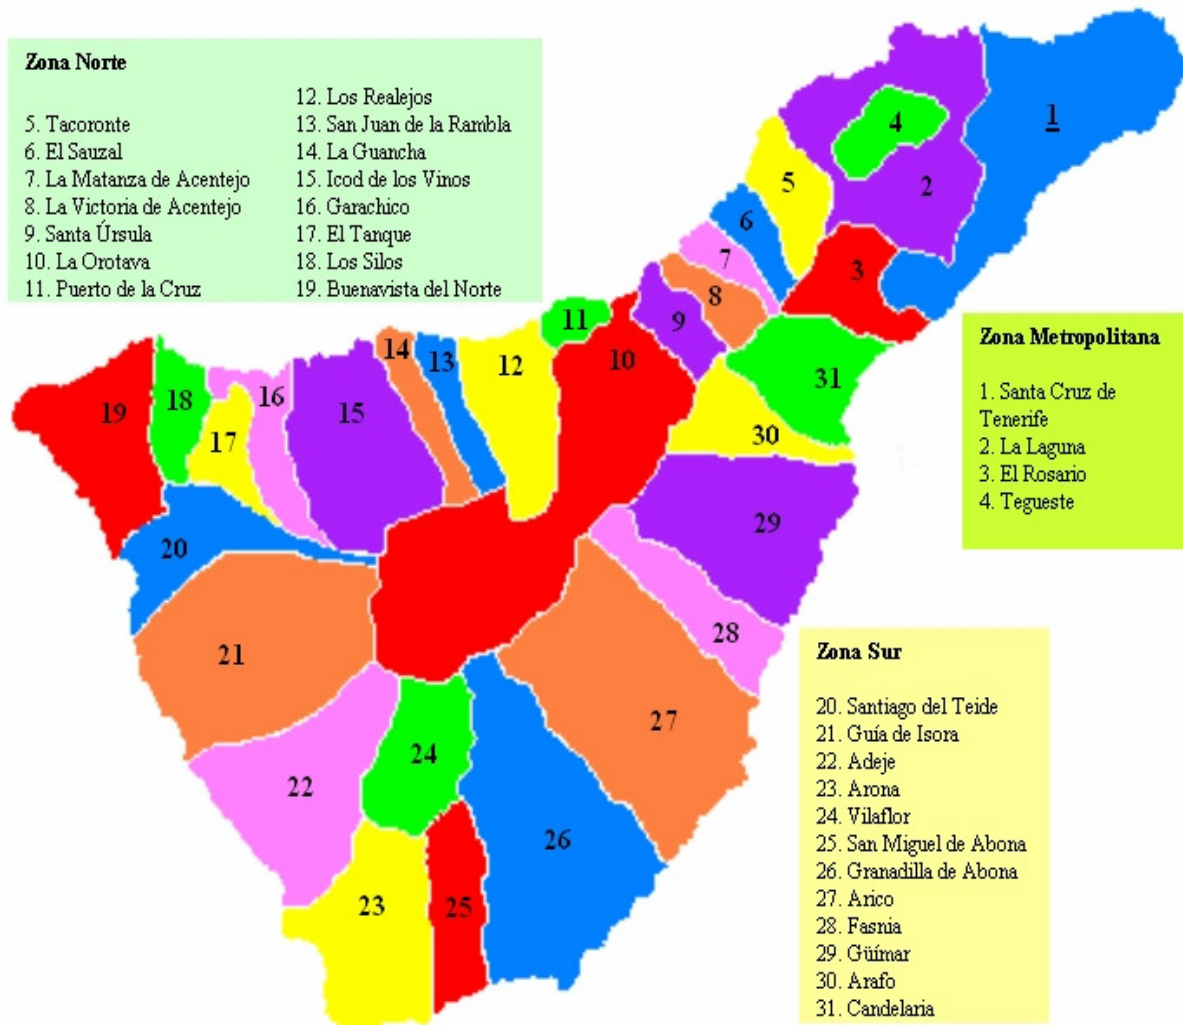 Zona Norte
5. Tacoronte
6. El Sauzal
7. La Matanza de Acentejo
8. La Victoria de Acentejo
9. Santa Úrsula
10. La Orotava
11. Puerto de la Cruz
12. Los Realejos
13. San Juan de la Rambla
14. La Guancha
15. Icod de los Vinos
16. Garachico
17. El Tanque
18. Los Silos
19. Buenavista del Norte
1
4
2
5
6
3
7
8
9
11
10
31
12
13
14
15
16
17
18
19
30
29
20
28
21
27
24
22
26
23
25
Zona Metropolitana
1. Santa Cruz de
Tenerife
2. La Laguna
3. El Rosario
4. Tegueste
Zona Sur
20. Santiago del Teide
21. Guía de Isora
22. Adeje
23. Arona
24. Vilaflor
25. San Miguel de Abona
26. Granadilla de Abona
27. Arico
28. Fasnia
29. Güímar
30. Arafo
31. Candelaria